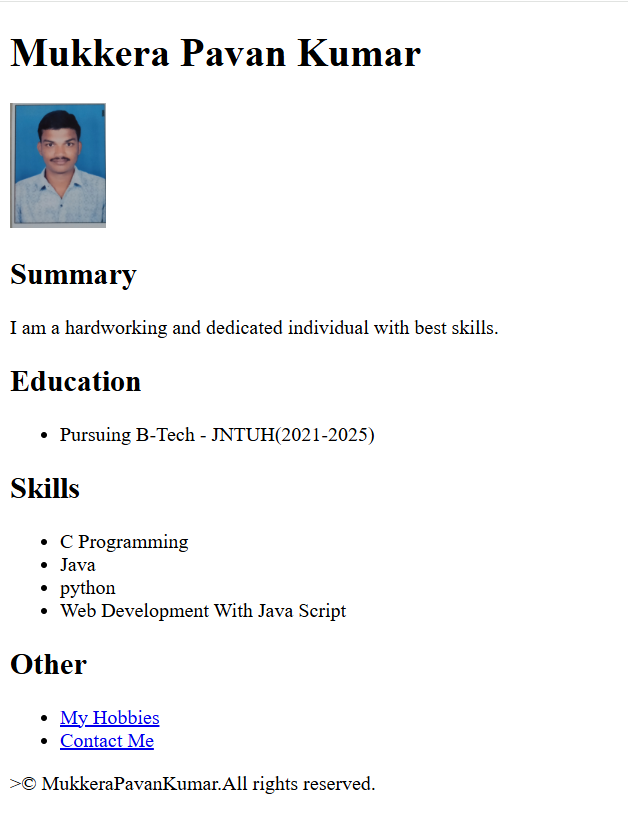 Mukkera Pavan Kumar
Summary
I am a hardworking and dedicated individual with best skills.
Education
• Pursuing B-Tech - JNTUH(2021-2025)
Skills
• C Programming
• Java
• python
• Web Development With Java Script
Other
• My Hobbies
• Contact Me
>© MukkeraPavanKumar.All rights reserved.